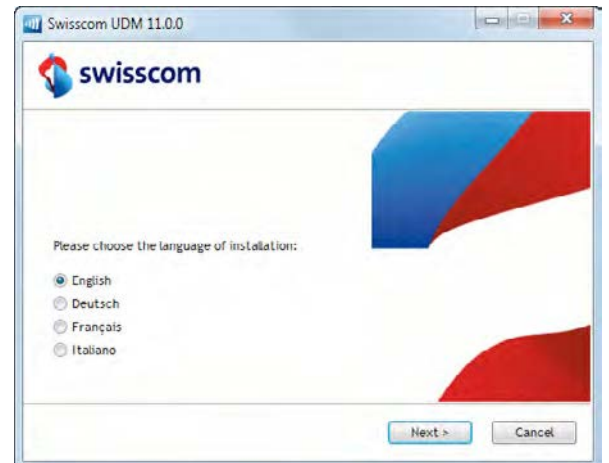 Swisscom UDM 11.0.0
swisscom
Please choose the language of installation:
English
Deutsch
Français
Italiano
Next >
Cancel